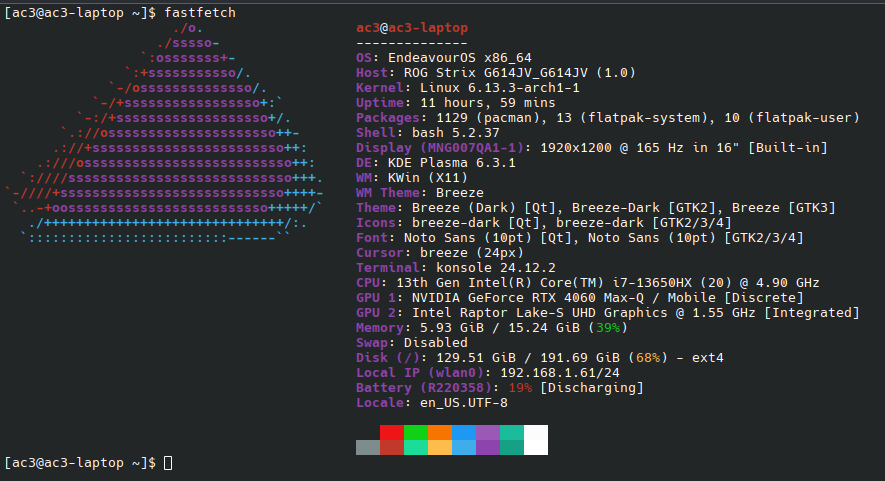 [ac3@ac3-laptop ~]$ fastfetch
./o.
./sssso-
`:osssssss+-
`:+sssssssssso/.
`-/ossssssssssssso/.
`-/+sssssssssssssssso+:`
`-:/+sssssssssssssssssso+/.
`.://osssssssssssssssssssso++-
.://+ssssssssssssssssssssssso++:
.:///ossssssssssssssssssssssssso++:
`:////ssssssssssssssssssssssssssso+++.
`-////+ssssssssssssssssssssssssssso++++-
`..-+oosssssssssssssssssssssssso+++++/`
./++++++++++++++++++++++++++++++/:.
`:::::::::::::::::::::::::------``
ac3@ac3-laptop
--------------
OS: EndeavourOS x86_64
Host: ROG Strix G614JV_G614JV (1.0)
Kernel: Linux 6.13.3-arch1-1
Uptime: 11 hours, 59 mins
Packages: 1129 (pacman), 13 (flatpak-system), 10 (flatpak-user)
Shell: bash 5.2.37
Display (MNG007QA1-1): 1920x1200 @ 165 Hz in 16" [Built-in]
DE: KDE Plasma 6.3.1
WM: KWin (X11)
WM Theme: Breeze
Theme: Breeze (Dark) [Qt], Breeze-Dark [GTK2], Breeze [GTK3]
Icons: breeze-dark [Qt], breeze-dark [GTK2/3/4]
Font: Noto Sans (10pt) [Qt], Noto Sans (10pt) [GTK2/3/4]
Cursor: breeze (24px)
Terminal: konsole 24.12.2
CPU: 13th Gen Intel(R) Core(TM) i7-13650HX (20) @ 4.90 GHz
GPU 1: NVIDIA GeForce RTX 4060 Max-Q / Mobile [Discrete]
GPU 2: Intel Raptor Lake-S UHD Graphics @ 1.55 GHz [Integrated]
Memory: 5.93 GiB / 15.24 GiB (39%)
Swap: Disabled
Disk (/): 129.51 GiB / 191.69 GiB (68%) - ext4
Local IP (wlan0): 192.168.1.61/24
Battery (R220358): 19% [Discharging]
Locale: en_US.UTF-8
[ac3@ac3-laptop ~]$